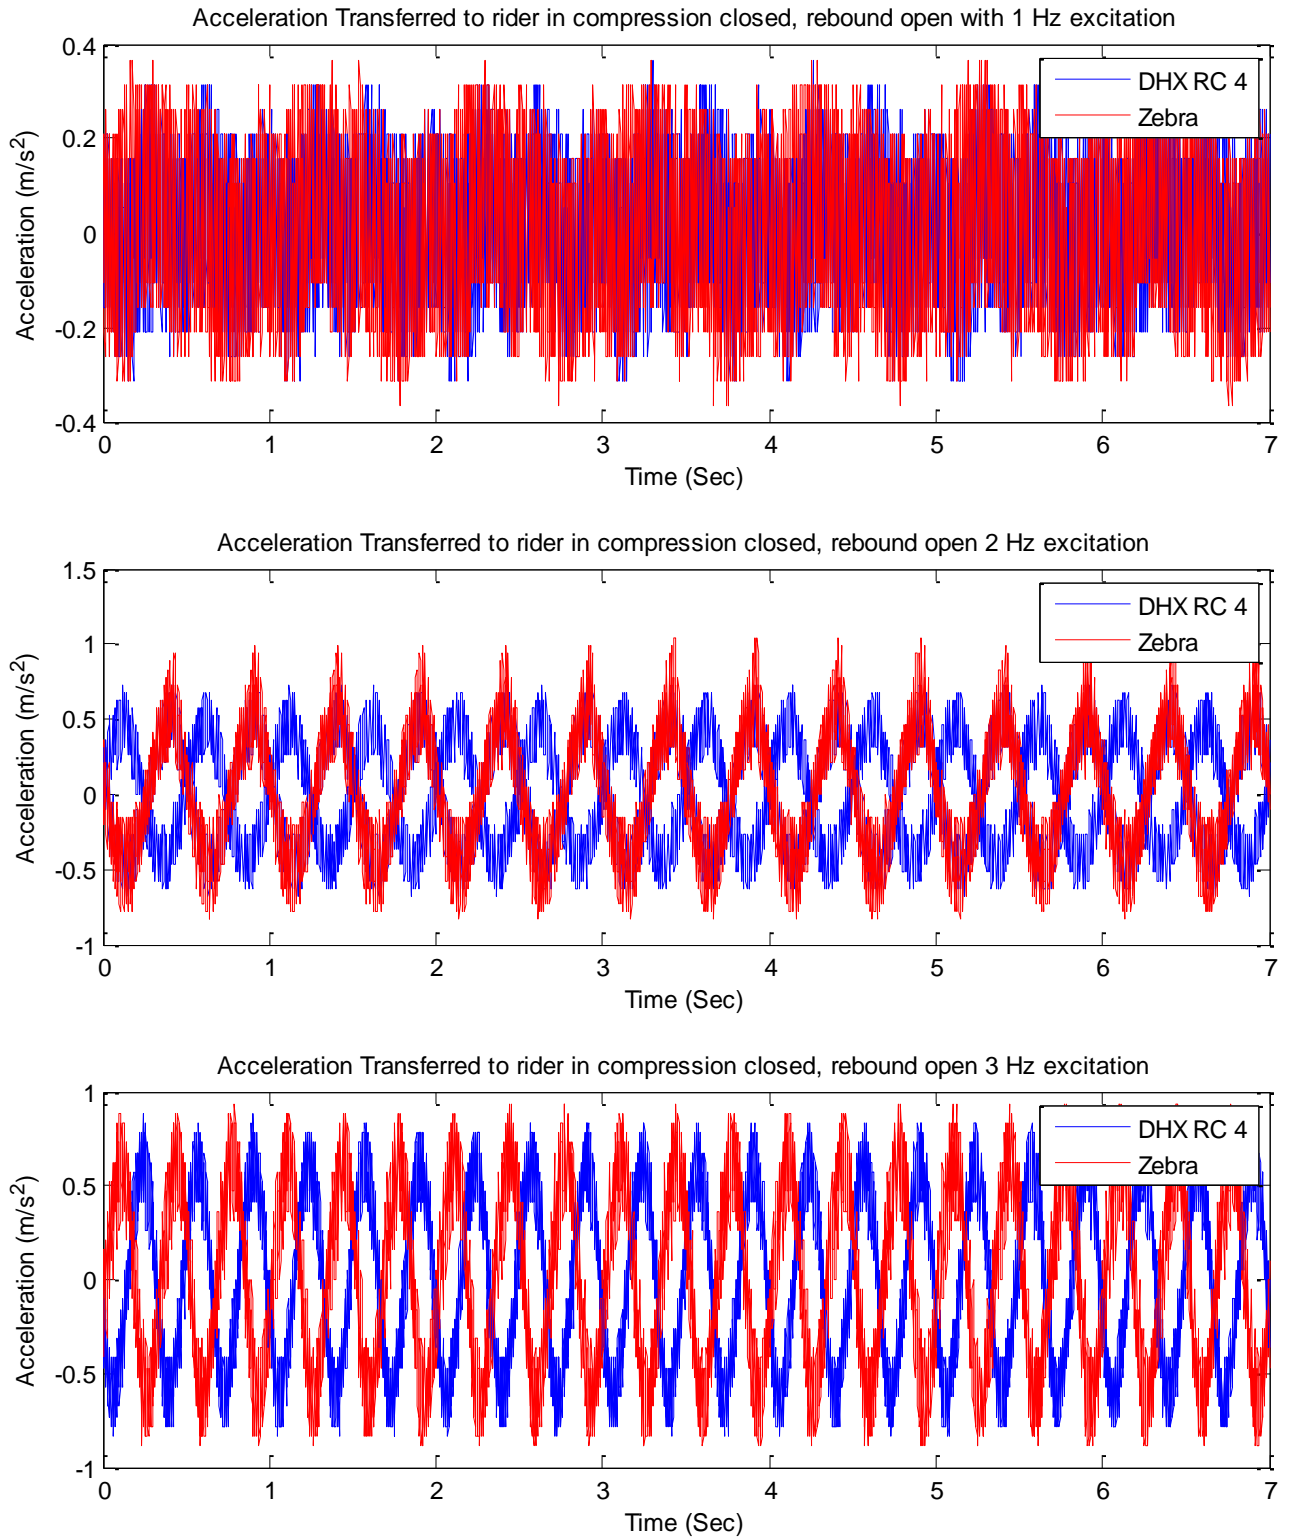 Acceleration Transferred to rider in compression closed, rebound open with 1 Hz excitation
0.4
0.2
0
-0.2
-0.4
Acceleration (m/s²)
DHX RC 4
Zebra
0 1 2 3 4 5 6 7
Time (Sec)
Acceleration Transferred to rider in compression closed, rebound open 2 Hz excitation
1.5
1
0.5
0
-0.5
-1
Acceleration (m/s²)
DHX RC 4
Zebra
0 1 2 3 4 5 6 7
Time (Sec)
Acceleration Transferred to rider in compression closed, rebound open 3 Hz excitation
1
0.5
0
-0.5
-1
Acceleration (m/s²)
DHX RC 4
Zebra
0 1 2 3 4 5 6 7
Time (Sec)